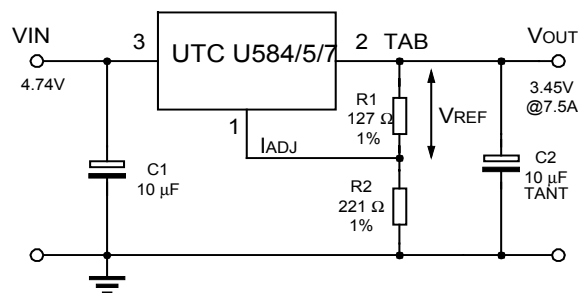 VIN
3
UTC U584/5/7
2
TAB
VOUT
4.74V
3.45V
@7.5A
R1
127 Ω
1%
VREF
1
IADJ
C1
10 µF
R2
221 Ω
1%
C2
10 µF
TANT